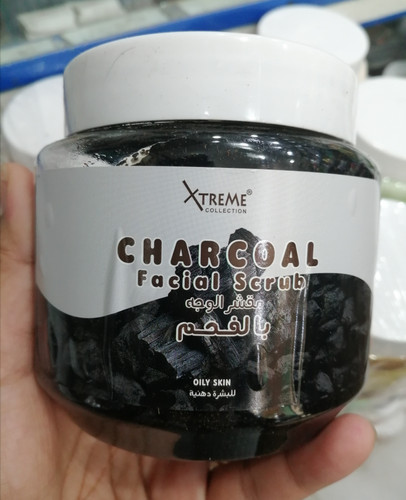 XTREME®
COLLECTION
CHARCOAL
Facial Scrub
مقشر الوجه
بالفحم
OILY SKIN
للبشرة دهنية